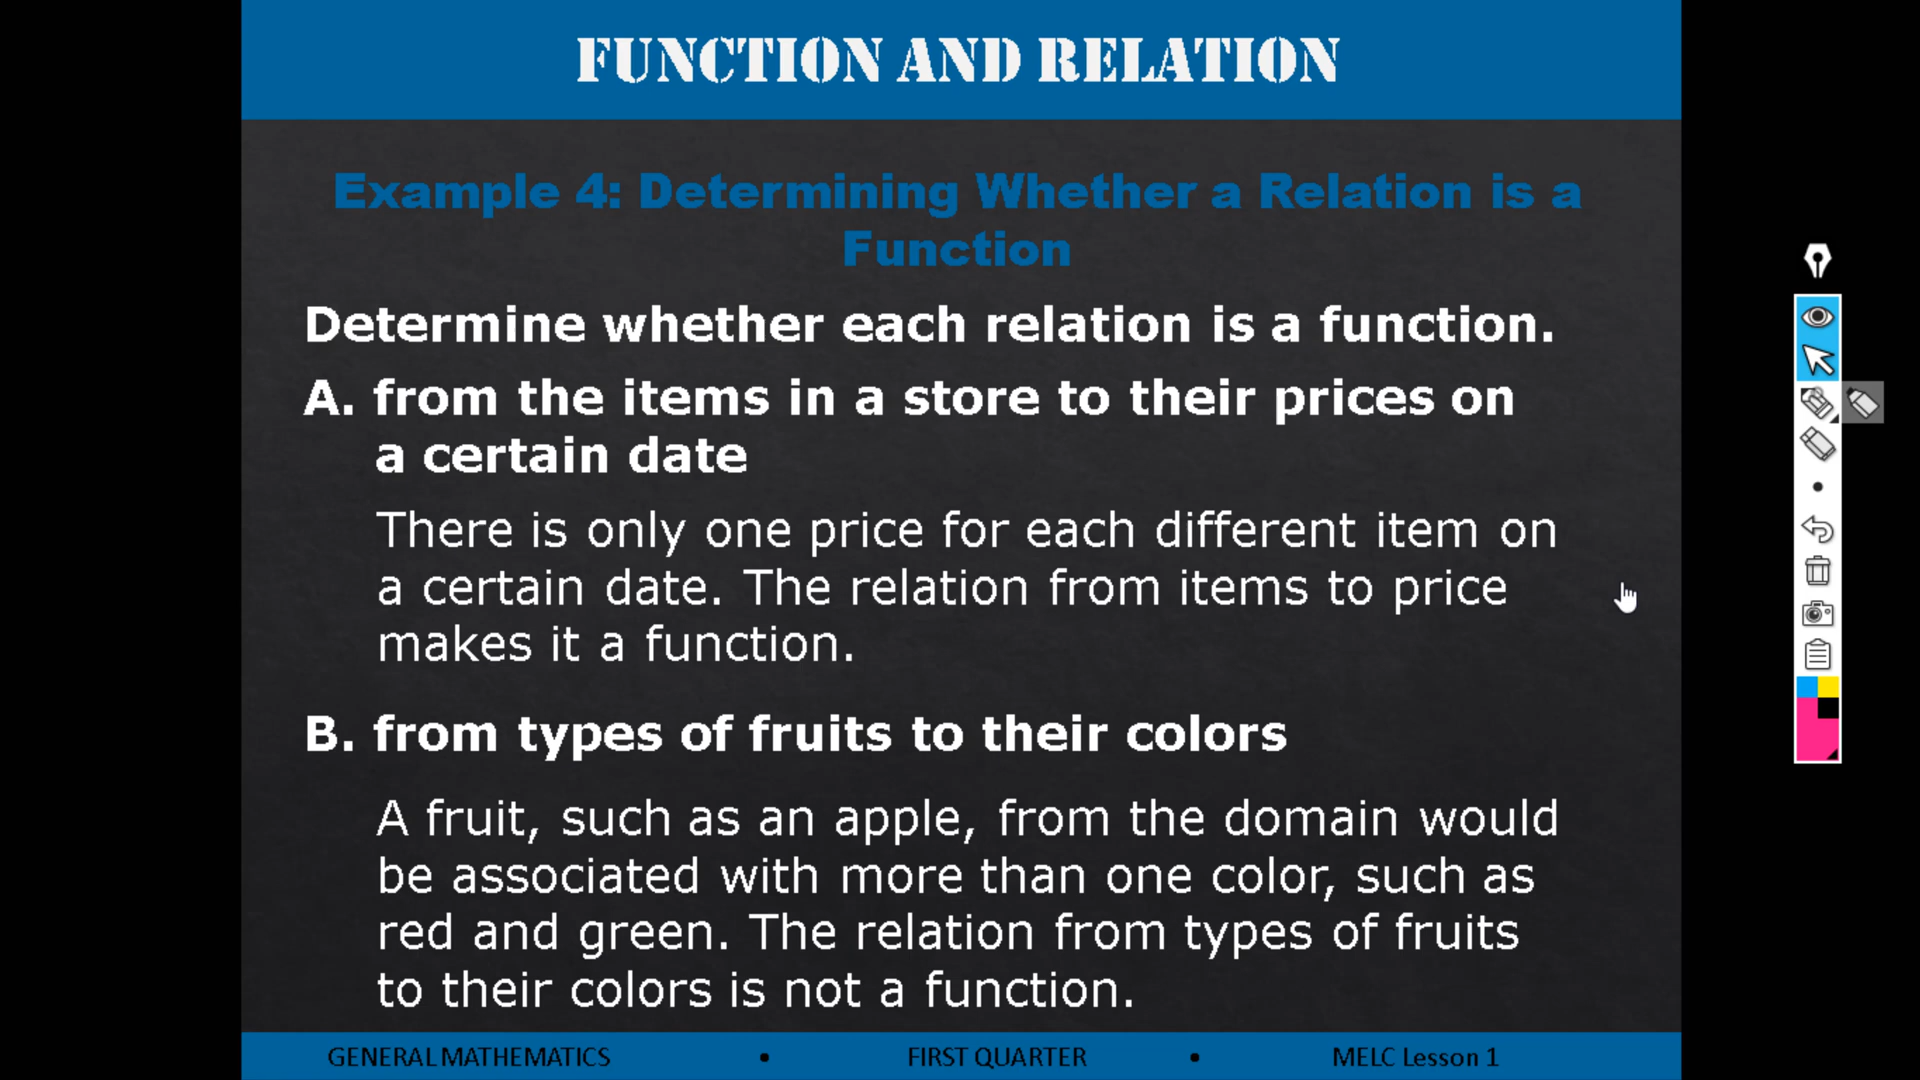 FUNCTION AND RELATION
Example 4: Determining Whether a Relation is a
Function
Determine whether each relation is a function.
A. from the items in a store to their prices on
a certain date
There is only one price for each different item on
a certain date. The relation from items to price
makes it a function.
B. from types of fruits to their colors
A fruit, such as an apple, from the domain would
be associated with more than one color, such as
red and green. The relation from types of fruits
to their colors is not a function.
GENERAL MATHEMATICS • FIRST QUARTER • MELC Lesson 1